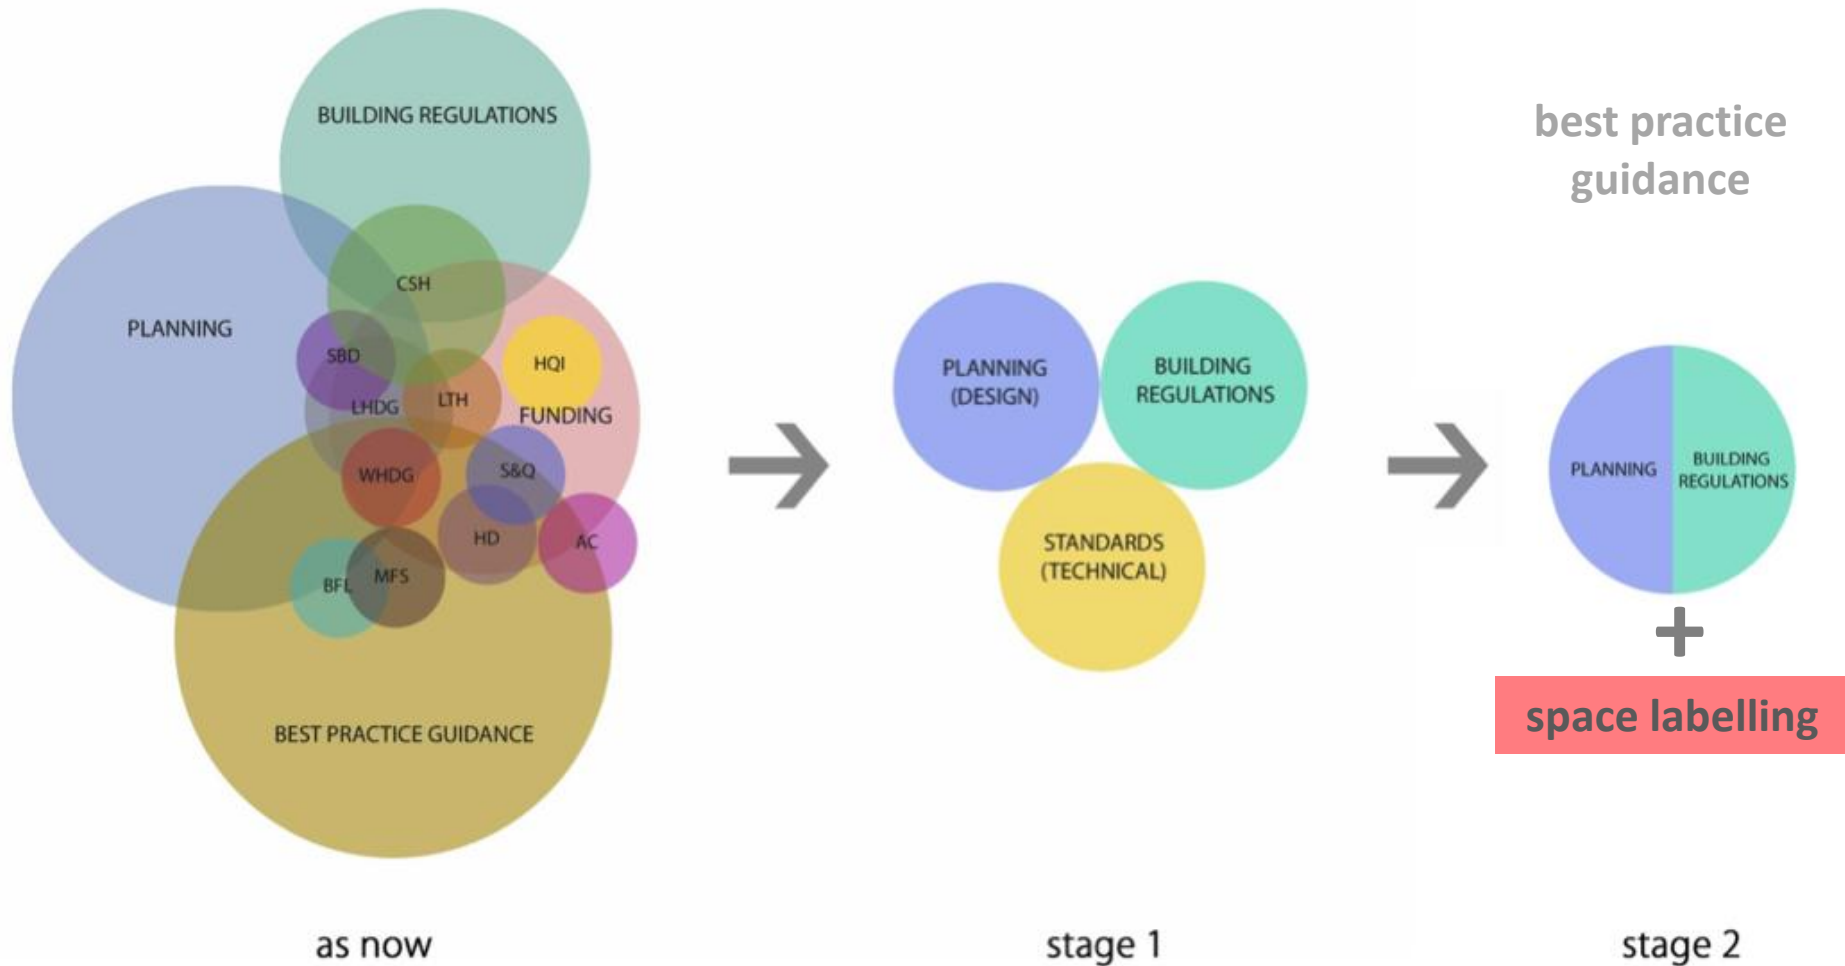 BUILDING REGULATIONS
PLANNING
CSH
SBD
HQI
LHDG
LTH
FUNDING
WHDG
S&Q
HD
AC
BFL
MFS
BEST PRACTICE GUIDANCE
as now
PLANNING
(DESIGN)
BUILDING
REGULATIONS
STANDARDS
(TECHNICAL)
stage 1
best practice
guidance
PLANNING
BUILDING
REGULATIONS
+
space labelling
stage 2